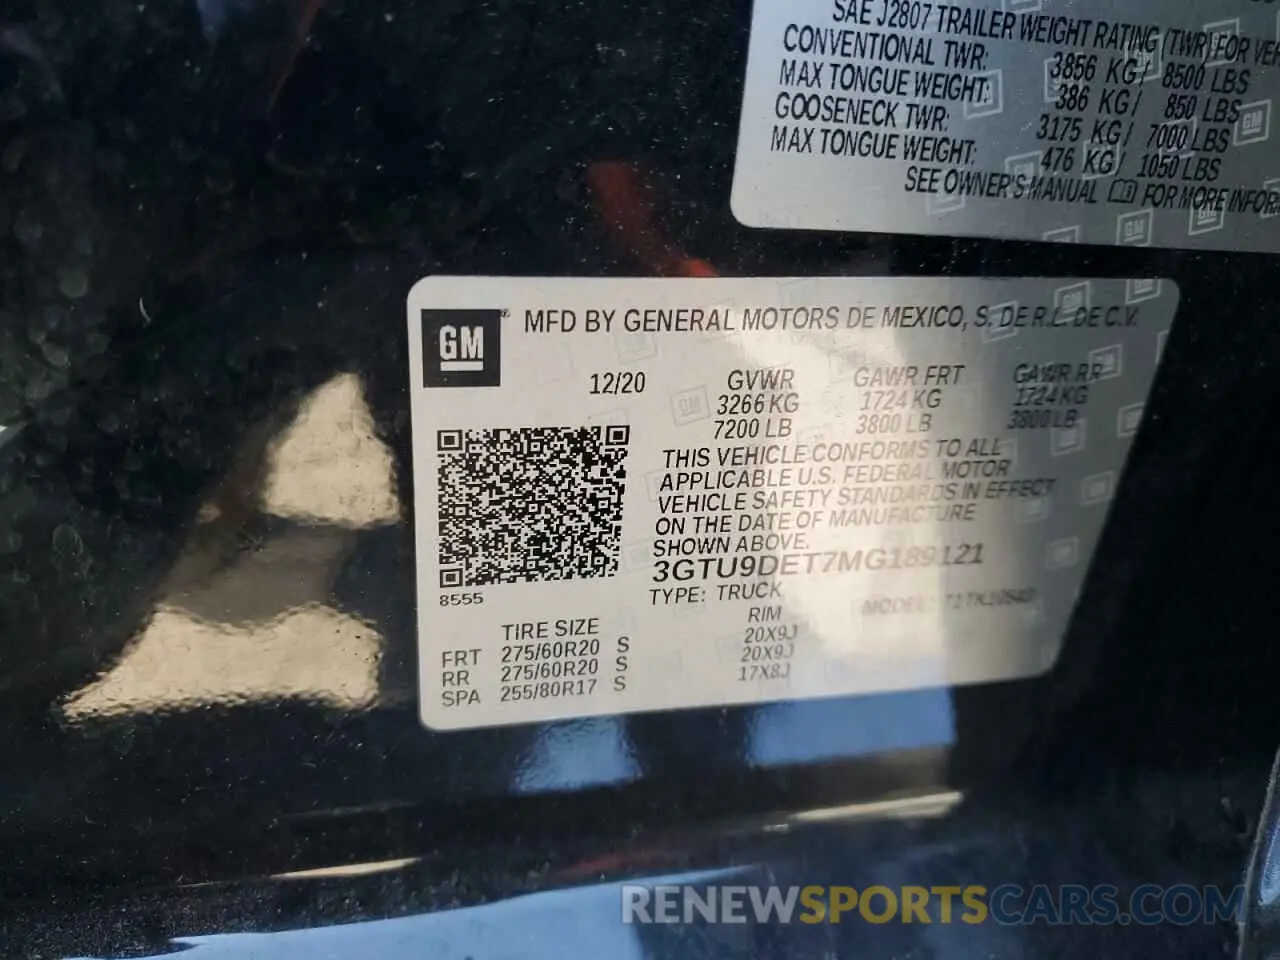 SAE J2807 TRAILER WEIGHT RATING (TWR) FOR VEH
CONVENTIONAL TWR: 3856 KG/ 8500 LBS
MAX TONGUE WEIGHT: 386 KG/ 850 LBS
GOOSENECK TWR: 3175 KG/ 7000 LBS
MAX TONGUE WEIGHT: 476 KG/ 1050 LBS
SEE OWNER'S MANUAL FOR MORE INFOR
GM
MFD BY GENERAL MOTORS DE MEXICO, S. DE R.L. DE C.V.
12/20 GVWR GAWR FRT GAWR RR
3266 KG 1724 KG 1724 KG
7200 LB 3800 LB 3800 LB
THIS VEHICLE CONFORMS TO ALL
APPLICABLE U.S. FEDERAL MOTOR
VEHICLE SAFETY STANDARDS IN EFFECT
ON THE DATE OF MANUFACTURE
SHOWN ABOVE.
3GTU9DET7MG189121
8555
TYPE: TRUCK MODEL:
TIRE SIZE RIM
FRT 275/60R20 S 20X9J
RR 275/60R20 S 20X9J
SPA 255/80R17 S 17X8J
RENEWSPORTSCARS.COM